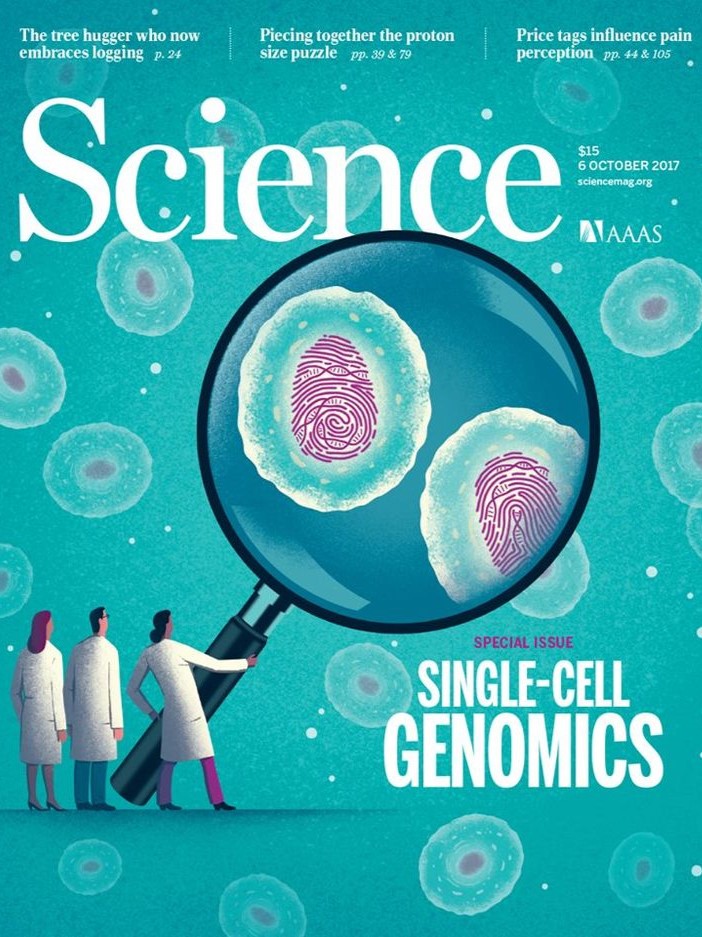 The tree hugger who now
embraces logging p. 24
Piecing together the proton
size puzzle pp. 39 & 79
Price tags influence pain
perception pp. 44 & 105
Science
$15
6 OCTOBER 2017
sciencemag.org
AAAS
SPECIAL ISSUE
SINGLE-CELL
GENOMICS